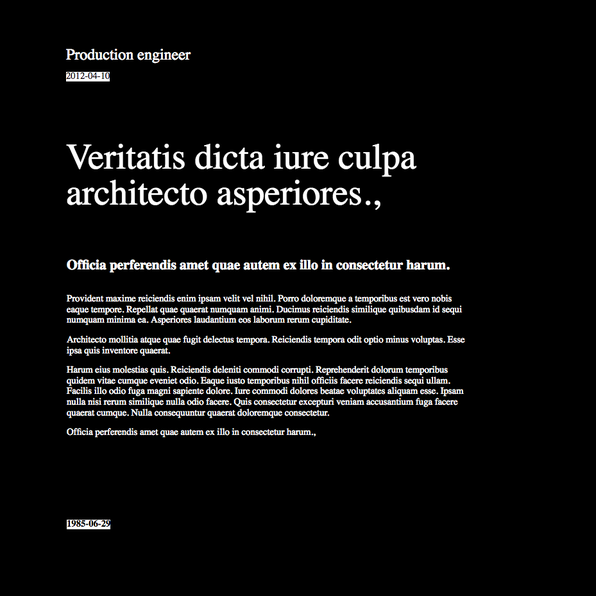 Production engineer
2012-04-10
Veritatis dicta iure culpa
architecto asperiores.,
Officia perferendis amet quae autem ex illo in consectetur harum.
Provident maxime reiciendis enim ipsam velit vel nihil. Porro doloremque a temporibus est vero nobis
eaque tempore. Repellat quae quaerat numquam animi. Ducimus reiciendis similique quibusdam id sequi
numquam minima ea. Asperiores laudantium eos laborum rerum cupiditate.
Architecto mollitia atque quae fugit delectus tempora. Reiciendis tempora odit optio minus voluptas. Esse
ipsa quis inventore quaerat.
Harum eius molestias quis. Reiciendis deleniti commodi corrupti. Reprehenderit dolorum temporibus
quidem vitae cumque eveniet odio. Eaque iusto temporibus nihil officiis facere reiciendis sequi ullam.
Facilis illo odio fuga magni sapiente dolore. Iure commodi dolores beatae voluptates aliquam esse. Ipsam
nulla nisi rerum similique nulla odio facere. Quis consectetur excepturi veniam accusantium fuga facere
quaerat cumque. Nulla consequuntur quaerat doloremque consectetur.
Officia perferendis amet quae autem ex illo in consectetur harum.,
1985-06-29